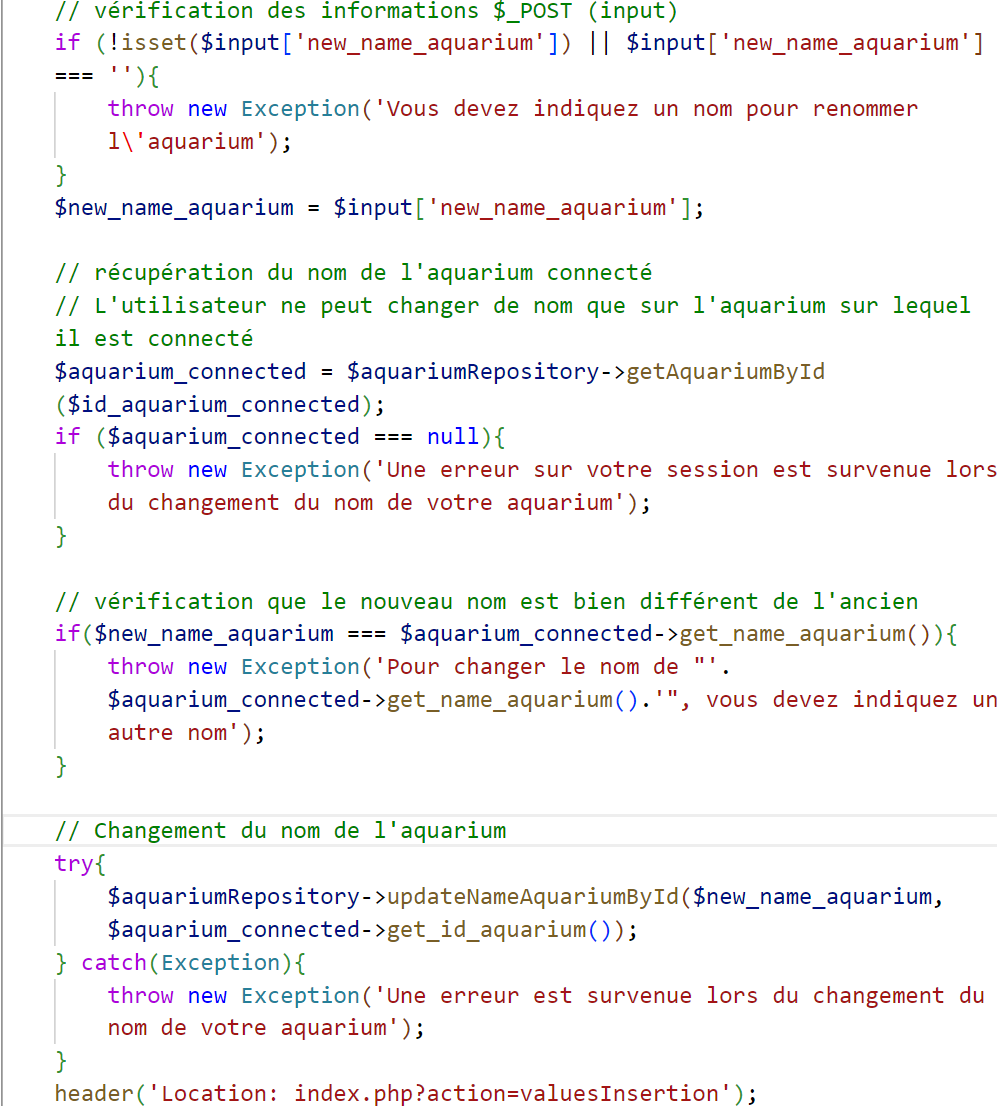 // vérification des informations $_POST (input)
if (!isset($input['new_name_aquarium']) || $input['new_name_aquarium']
=== ''){
throw new Exception('Vous devez indiquez un nom pour renommer
l\'aquarium');
}
$new_name_aquarium = $input['new_name_aquarium'];
// récupération du nom de l'aquarium connecté
// L'utilisateur ne peut changer de nom que sur l'aquarium sur lequel
il est connecté
$aquarium_connected = $aquariumRepository->getAquariumById
($id_aquarium_connected);
if ($aquarium_connected === null){
throw new Exception('Une erreur sur votre session est survenue lors
du changement du nom de votre aquarium');
}
// vérification que le nouveau nom est bien différent de l'ancien
if($new_name_aquarium === $aquarium_connected->get_name_aquarium()){
throw new Exception('Pour changer le nom de "'.
$aquarium_connected->get_name_aquarium().'", vous devez indiquez un
autre nom');
}
// Changement du nom de l'aquarium
try{
$aquariumRepository->updateNameAquariumById($new_name_aquarium,
$aquarium_connected->get_id_aquarium());
} catch(Exception){
throw new Exception('Une erreur est survenue lors du changement du
nom de votre aquarium');
}
header('Location: index.php?action=valuesInsertion');